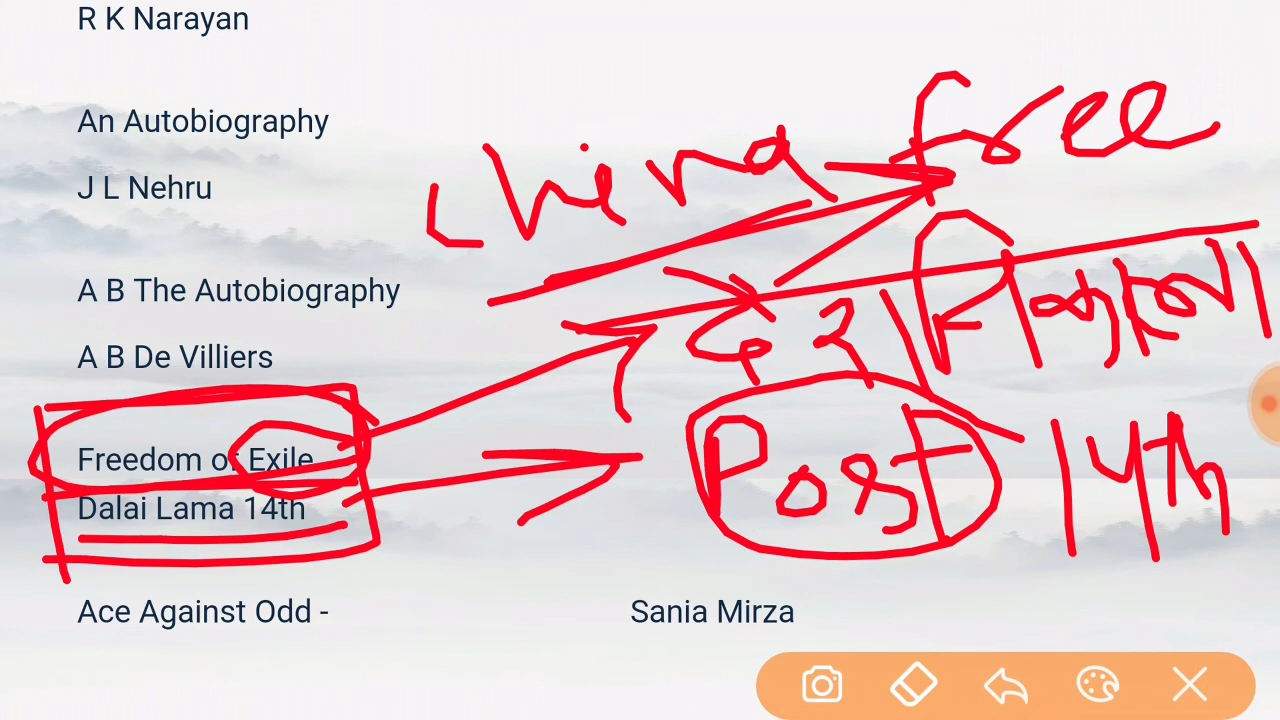 R K Narayan
An Autobiography
J L Nehru
A B The Autobiography
A B De Villiers
Freedom of Exile
Dalai Lama 14th
Ace Against Odd - Sania Mirza
China free
Post 14th